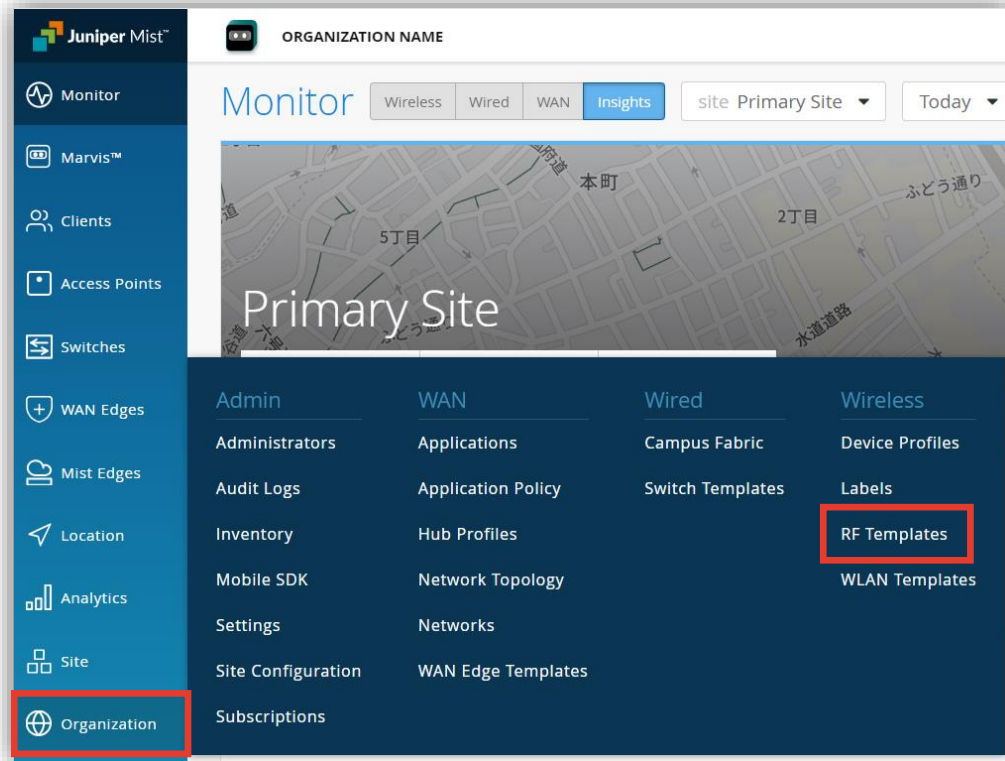 Juniper Mist™
ORGANIZATION NAME
Monitor
Marvis™
Clients
Access Points
Switches
WAN Edges
Mist Edges
Location
Analytics
Site
Organization
Monitor
Wireless Wired WAN Insights
site Primary Site
Today
本町
ふどう通り
2丁目
5丁目
水道道路
Primary Site
Admin
Administrators
Audit Logs
Inventory
Mobile SDK
Settings
Site Configuration
Subscriptions
WAN
Applications
Application Policy
Hub Profiles
Network Topology
Networks
WAN Edge Templates
Wired
Campus Fabric
Switch Templates
Wireless
Device Profiles
Labels
RF Templates
WLAN Templates